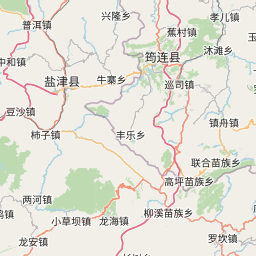 兴隆乡
蕉村镇
孝儿镇
普洱镇
沐滩乡
筠连县
中和镇
牛寨乡
盐津县
巡司镇
豆沙镇
镇舟镇
柿子镇
丰乐乡
联合苗族乡
高坪苗族乡
两河镇
小草坝镇
龙海镇
柳溪苗族乡
龙安镇
罗坎镇